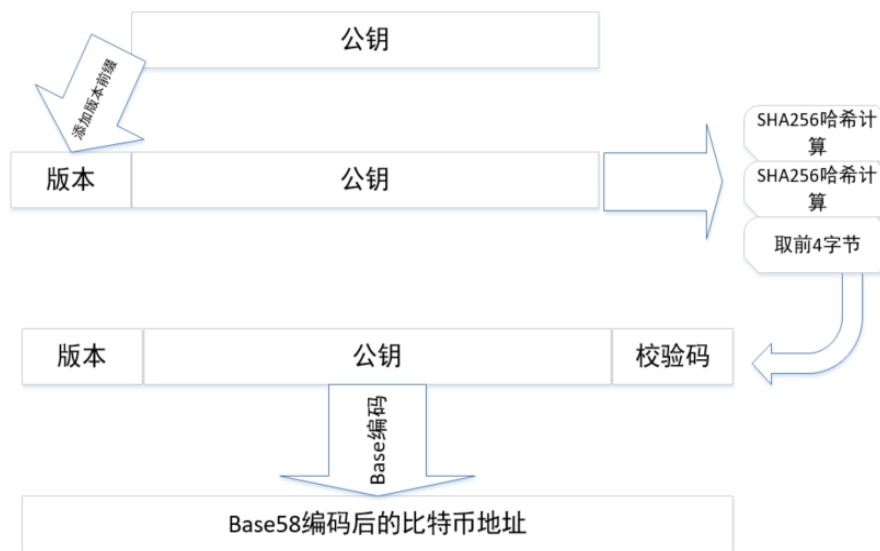 公钥
添加版本前缀
版本
公钥
SHA256哈希计
算
SHA256哈希计
算
取前4字节
版本
公钥
校验码
Base编码
Base58编码后的比特币地址